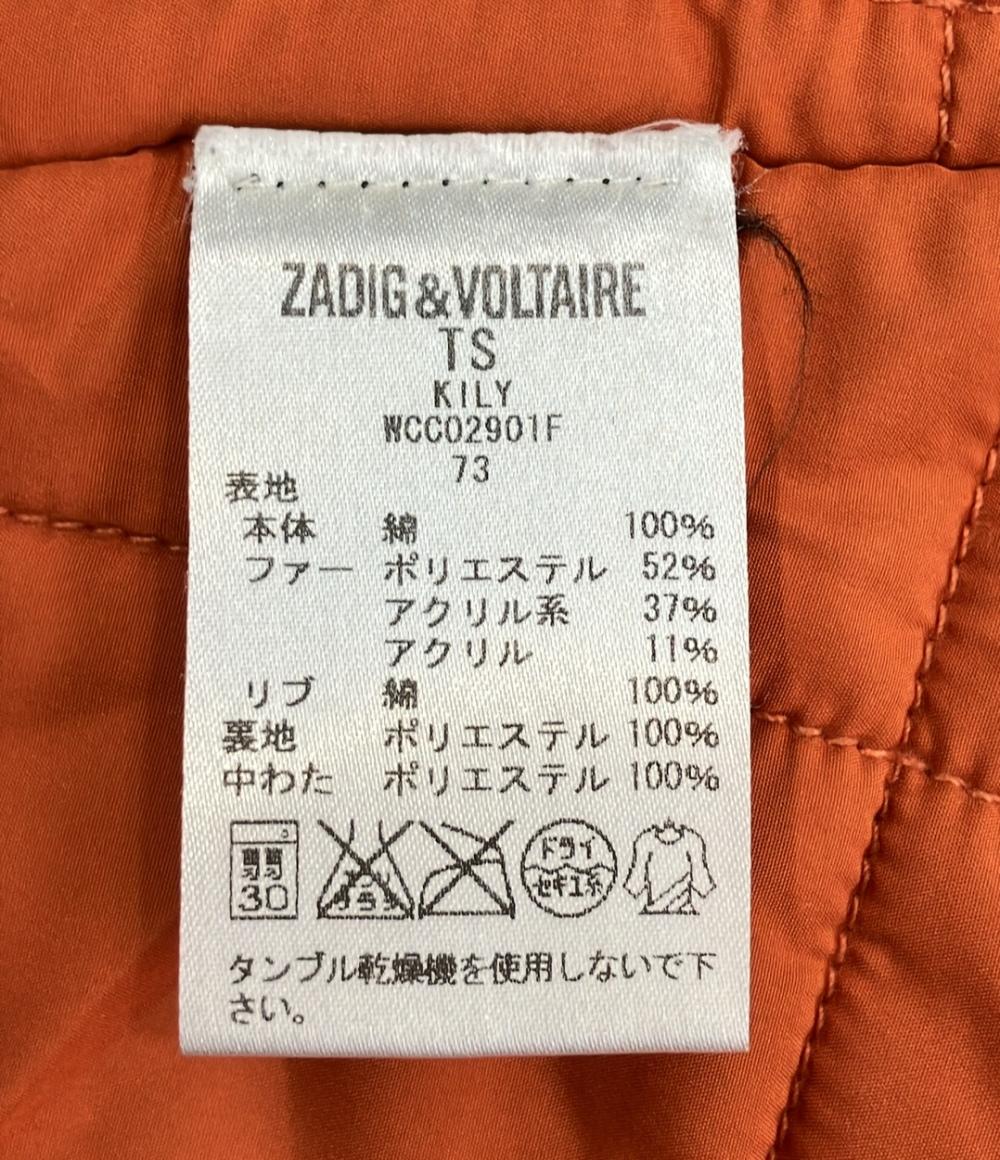 ZADIG&VOLTAIRE
TS
KILY
WCC02901F
73
表地
本体 綿 100%
ファー ポリエステル 52%
アクリル系 37%
アクリル 11%
リブ 綿 100%
裏地 ポリエステル 100%
中わた ポリエステル 100%
30
ドライ
セキユ系
タンブル乾燥機を使用しないで下
さい。